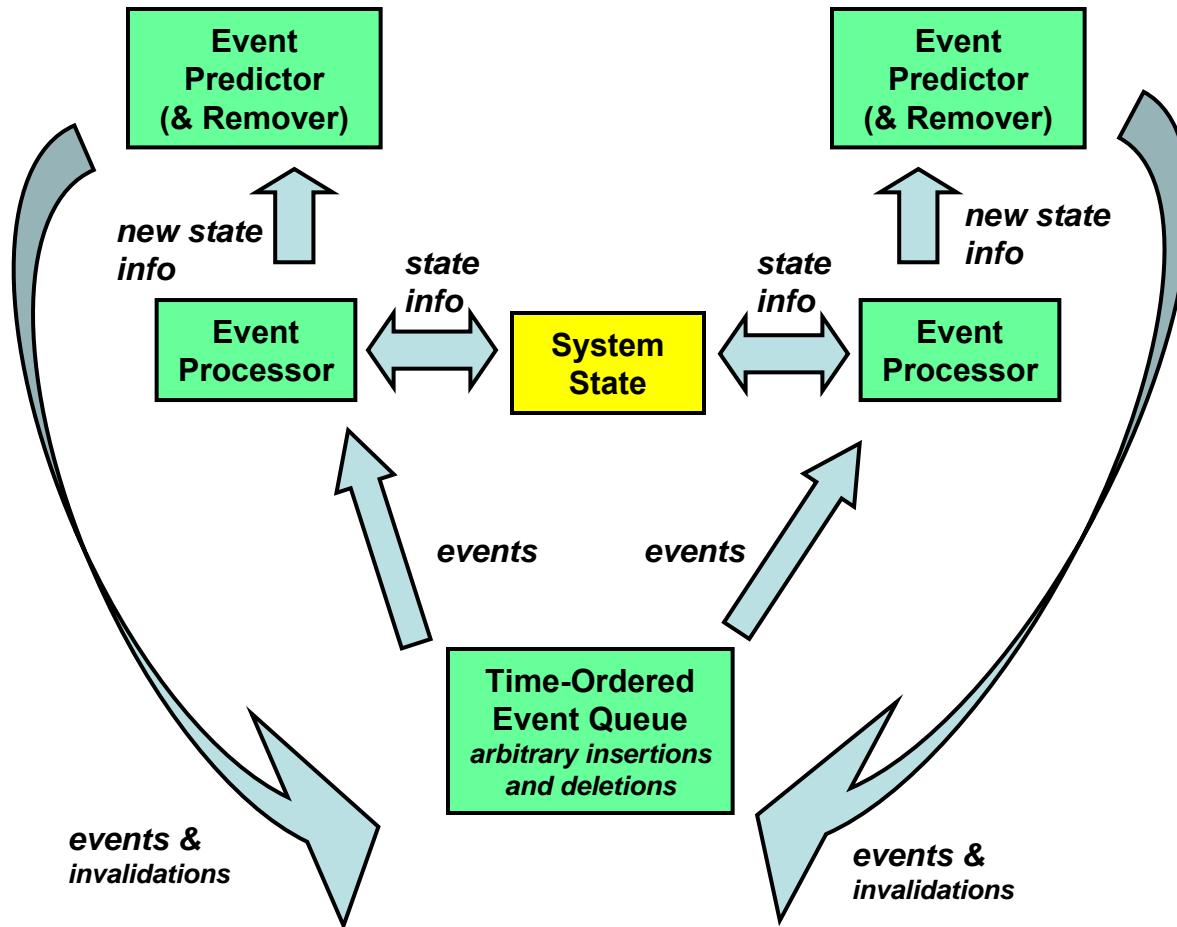 Event
Predictor
(& Remover)
Event
Predictor
(& Remover)
new state
info
new state
info
state
info
state
info
Event
Processor
System
State
Event
Processor
events
events
Time-Ordered
Event Queue
arbitrary insertions
and deletions
events &
invalidations
events &
invalidations